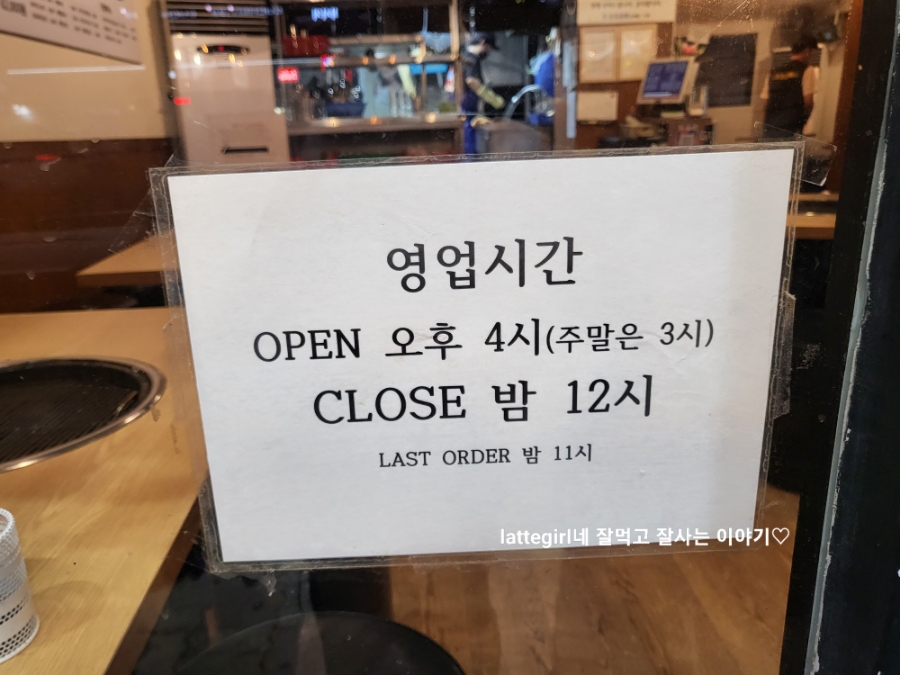 영업시간
OPEN 오후 4시(주말은 3시)
CLOSE 밤 12시
LAST ORDER 밤 11시
lattegirl네 잘먹고 잘사는 이야기♡